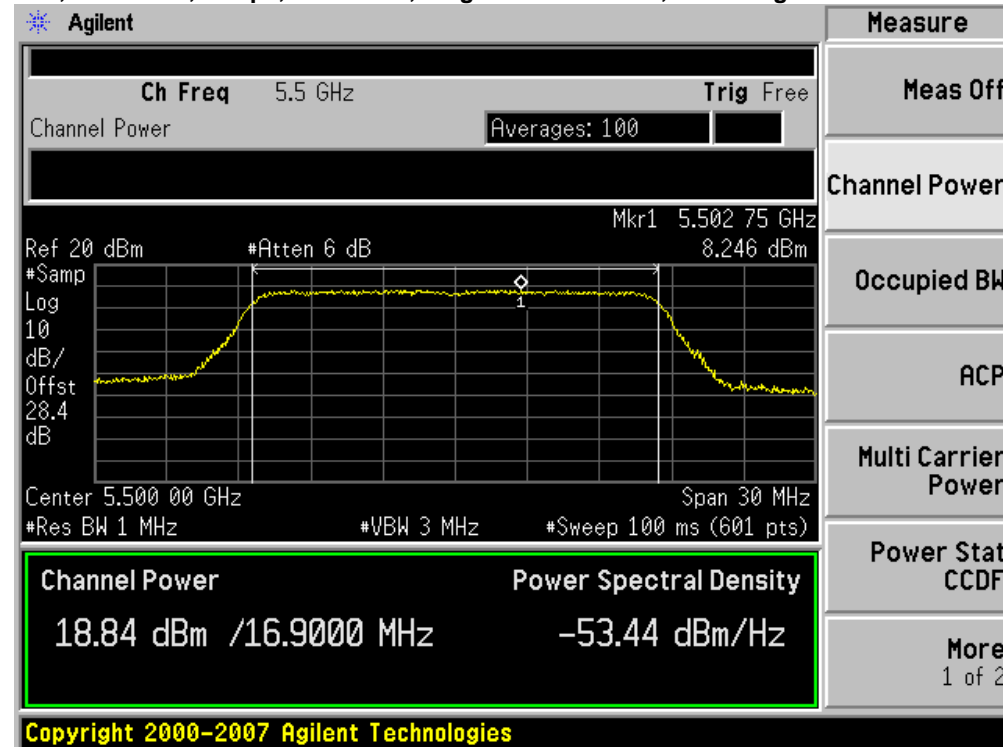 Agilent
Measure
Ch Freq 5.5 GHz Trig Free
Channel Power Averages: 100
Mkr1 5.502 75 GHz
Ref 20 dBm #Atten 6 dB 8.246 dBm
#Samp
Log
10
dB/
Offst
28.4
dB
1
Center 5.500 00 GHz Span 30 MHz
#Res BW 1 MHz #VBW 3 MHz #Sweep 100 ms (601 pts)
Channel Power Power Spectral Density
18.84 dBm /16.9000 MHz -53.44 dBm/Hz
Copyright 2000-2007 Agilent Technologies
Meas Off
Channel Power
Occupied BW
ACP
Multi Carrier
Power
Power Stat
CCDF
More
1 of 2